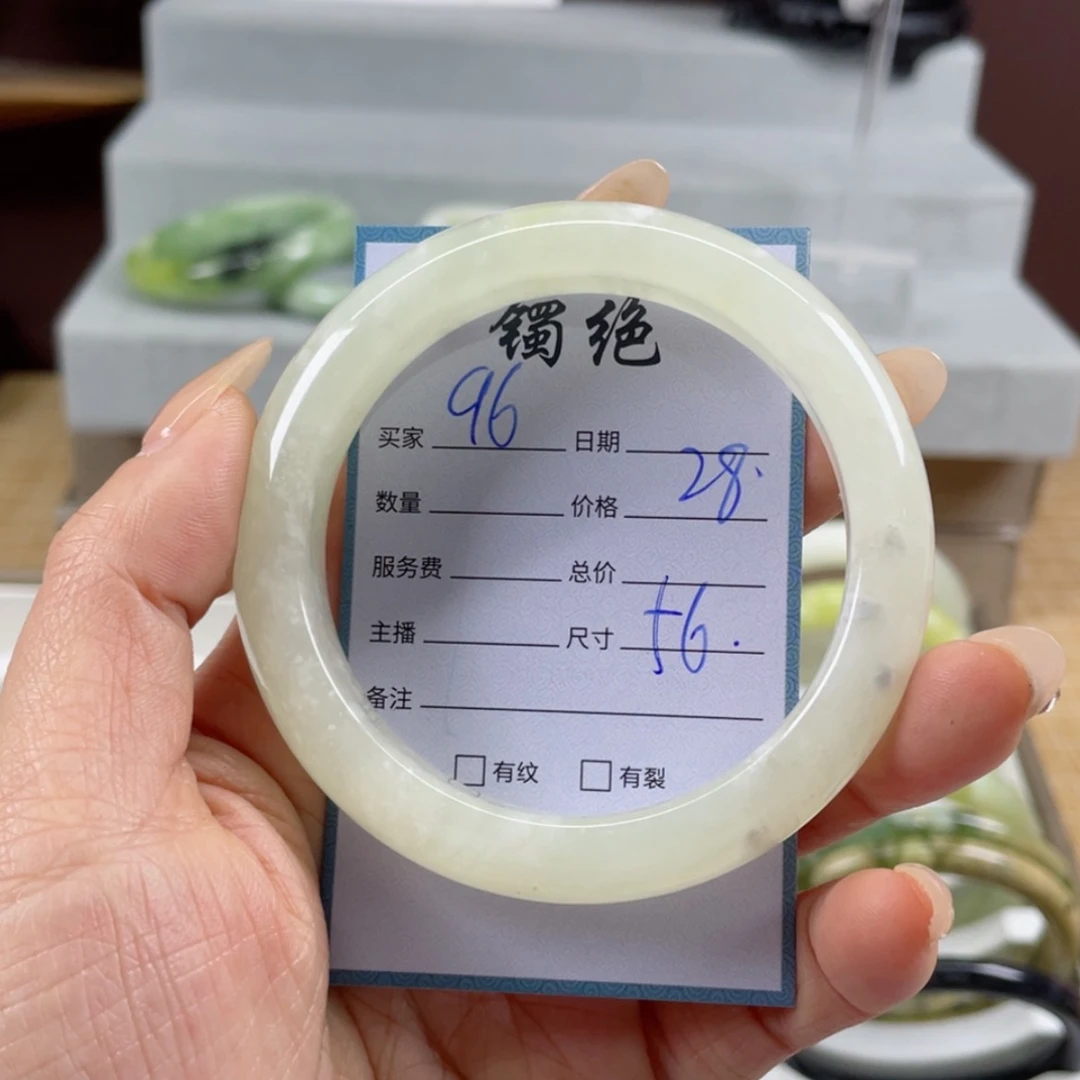 镯绝
买家 96 日期
数量 价格 28.
服务费 总价
主播 尺寸 56.
备注
□有纹 □有裂